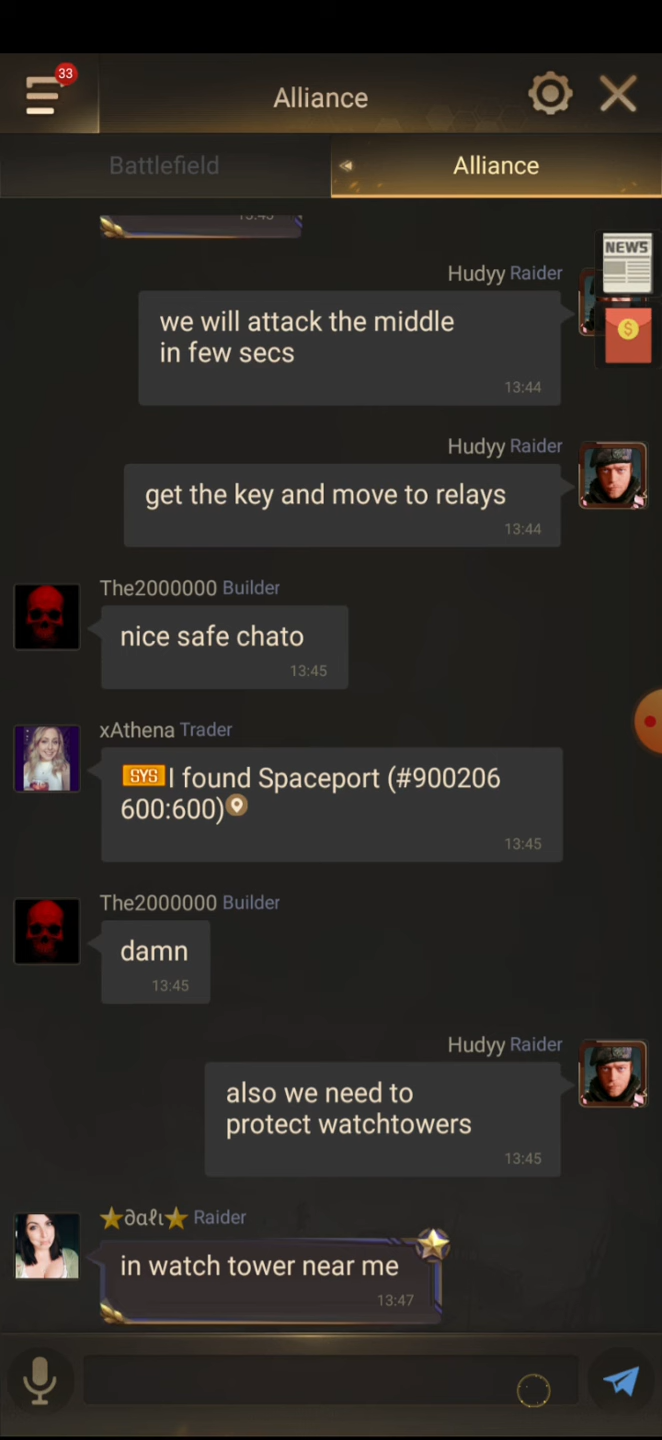 33
Alliance
Battlefield
Alliance
NEWS
Hudyy Raider
we will attack the middle
in few secs
13:44
Hudyy Raider
get the key and move to relays
13:44
The2000000 Builder
nice safe chato
13:45
xAthena Trader
SYS I found Spaceport (#900206
600:600)
13:45
The2000000 Builder
damn
13:45
Hudyy Raider
also we need to
protect watchtowers
13:45
⭐∂αℓι⭐ Raider
in watch tower near me
13:47